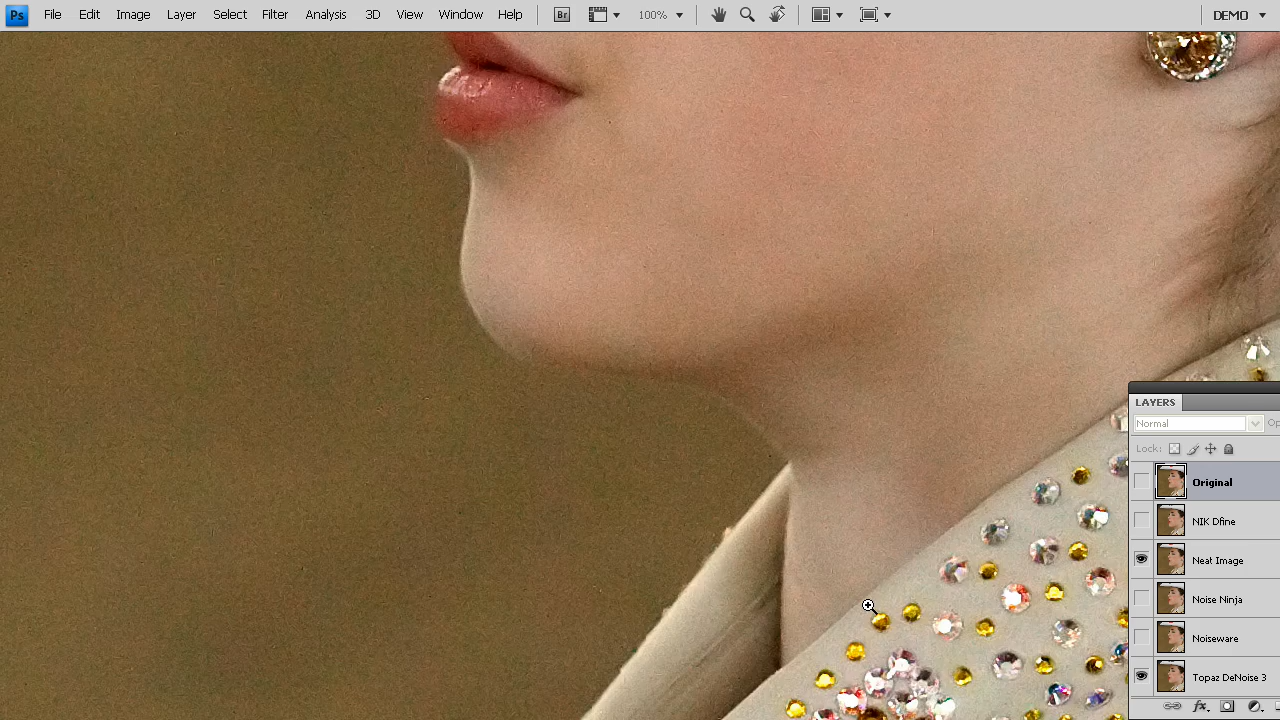 Ps File Edit Image Layer Select Filter Analysis 3D View Window Help Br 100% DEMO
LAYERS
Normal
Lock:
Original
NIK Dfine
Neat Image
Noise Ninja
Noiseware
Topaz DeNoise 3
fx